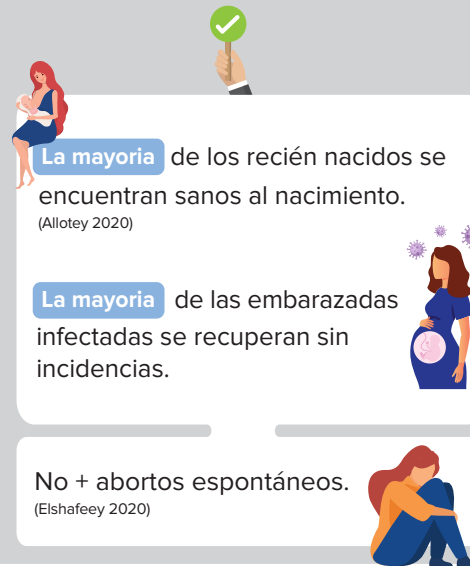 La mayoria de los recién nacidos se
encuentran sanos al nacimiento.
(Allotey 2020)
La mayoria de las embarazadas
infectadas se recuperan sin
incidencias.
No + abortos espontáneos.
(Elshafeey 2020)